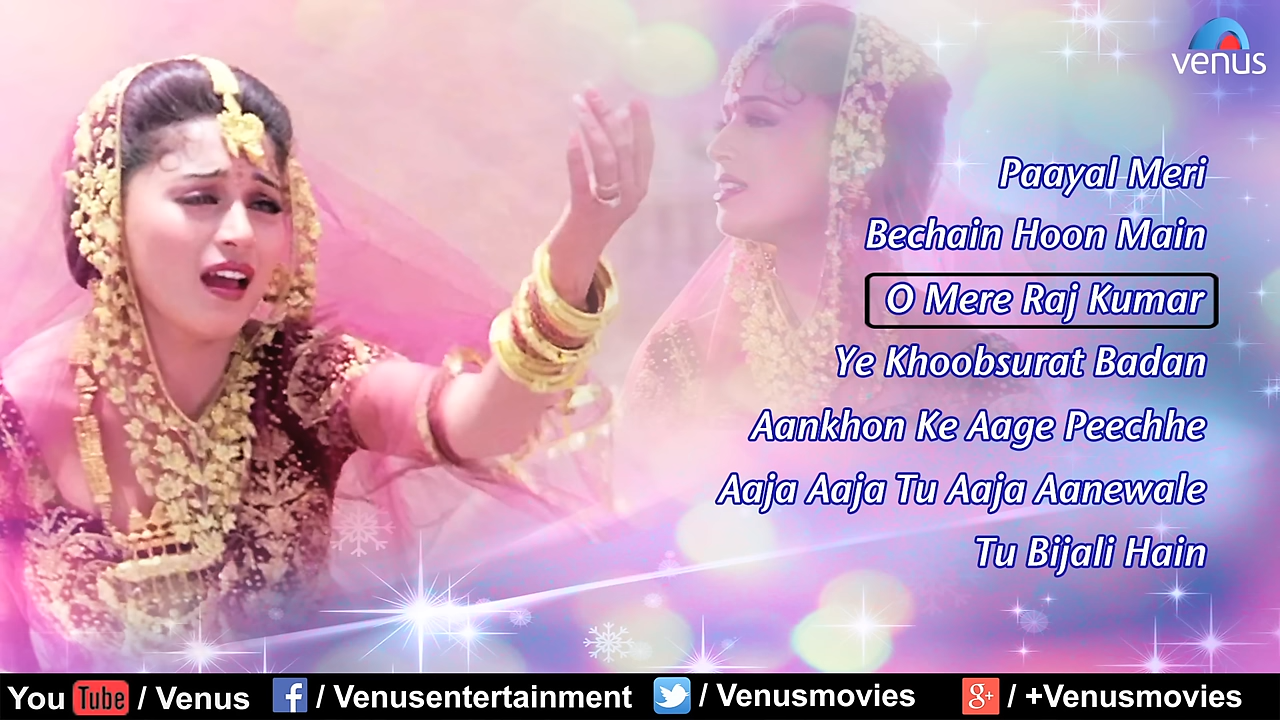 venus
Paayal Meri
Bechain Hoon Main
O Mere Raj Kumar
Ye Khoobsurat Badan
Aankhon Ke Aage Peechhe
Aaja Aaja Tu Aaja Aanewale
Tu Bijali Hain
You Tube / Venus f / Venusentertainment / Venusmovies g+ / +Venusmovies